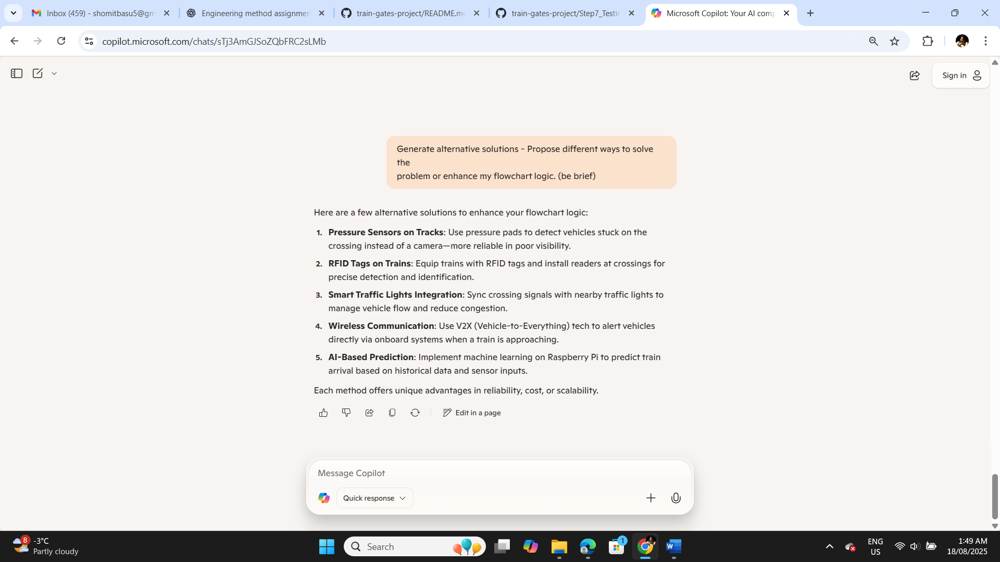 Inbox (459) - shomitbasu5@gm
Engineering method assignmen
train-gates-project/README.md
train-gates-project/Step7_Testin
Microsoft Copilot: Your AI comp
copilot.microsoft.com/chats/sTj3AmGJSoZQbFRC2sLMb
Sign in
Generate alternative solutions - Propose different ways to solve
the
problem or enhance my flowchart logic. (be brief)
Here are a few alternative solutions to enhance your flowchart logic:
1. Pressure Sensors on Tracks: Use pressure pads to detect vehicles stuck on the
crossing instead of a camera—more reliable in poor visibility.
2. RFID Tags on Trains: Equip trains with RFID tags and install readers at crossings for
precise detection and identification.
3. Smart Traffic Lights Integration: Sync crossing signals with nearby traffic lights to
manage vehicle flow and reduce congestion.
4. Wireless Communication: Use V2X (Vehicle-to-Everything) tech to alert vehicles
directly via onboard systems when a train is approaching.
5. AI-Based Prediction: Implement machine learning on Raspberry Pi to predict train
arrival based on historical data and sensor inputs.
Each method offers unique advantages in reliability, cost, or scalability.
Edit in a page
Message Copilot
Quick response
8
-3°C
Partly cloudy
Search
1
W
ENG
US
1:49 AM
18/08/2025